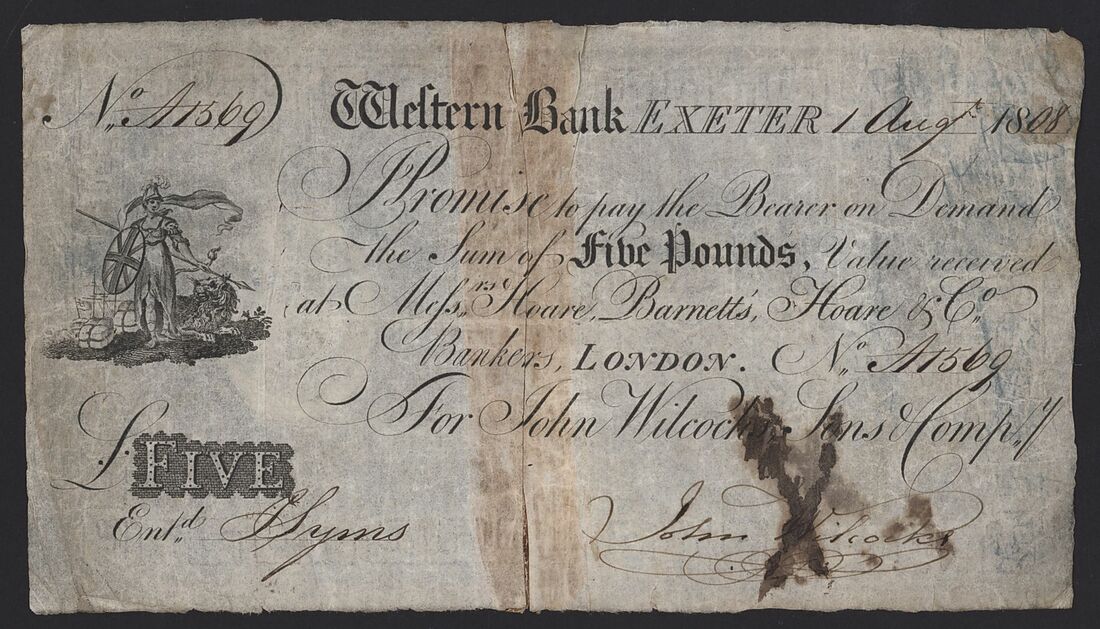 No. A1569
Western Bank EXETER 1 Augst. 1808
I Promise to pay the Bearer on Demand
the Sum of Five Pounds, Value received
at Messrs. Hoare, Barnetts, Hoare & Co.
Bankers, LONDON. No. A1569
For John Wilcocks, Sons & Compy.
£ FIVE
Entd. J Syms
John Wilcocks